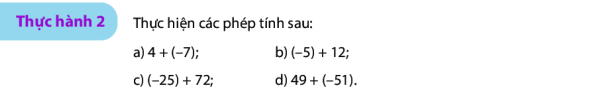 Thực hành 2 Thực hiện các phép tính sau:
a) 4 + (–7); b) (–5) + 12;
c) (–25) + 72; d) 49 + (–51).